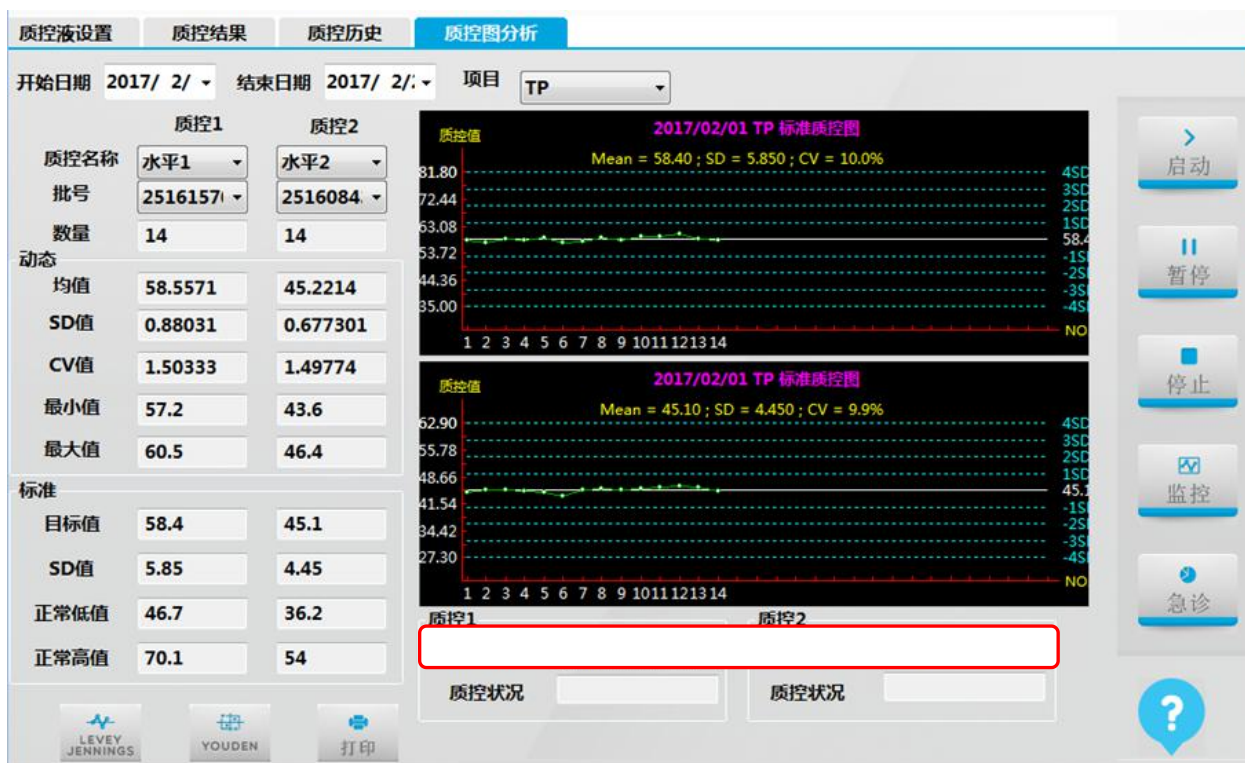 质控液设置 质控结果 质控历史 质控图分析
开始日期 2017/ 2/ 结束日期 2017/ 2/: 项目 TP
质控1 质控2
质控名称 水平1 水平2
批号 2516157 2516084
数量 14 14
动态
均值 58.5571 45.2214
SD值 0.88031 0.677301
CV值 1.50333 1.49774
最小值 57.2 43.6
最大值 60.5 46.4
标准
目标值 58.4 45.1
SD值 5.85 4.45
正常低值 46.7 36.2
正常高值 70.1 54
LEVEY
JENNINGS
YOUDEN
打印
质控值 2017/02/01 TP 标准质控图
Mean = 58.40 ; SD = 5.850 ; CV = 10.0%
81.80 4SD
3SD
72.44 2SD
63.08 1SD
58.4
53.72 -1S
44.36 -2S
-3S
35.00 -4S
NO
1 2 3 4 5 6 7 8 9 10 11 12 13 14
质控值 2017/02/01 TP 标准质控图
Mean = 45.10 ; SD = 4.450 ; CV = 9.9%
62.90 4SD
3SD
55.78 2SD
48.66 1SD
45.1
41.54 -1S
34.42 -2S
-3S
27.30 -4S
NO
1 2 3 4 5 6 7 8 9 10 11 12 13 14
质控1 质控2
质控状况 质控状况
启动
暂停
停止
监控
急诊
?